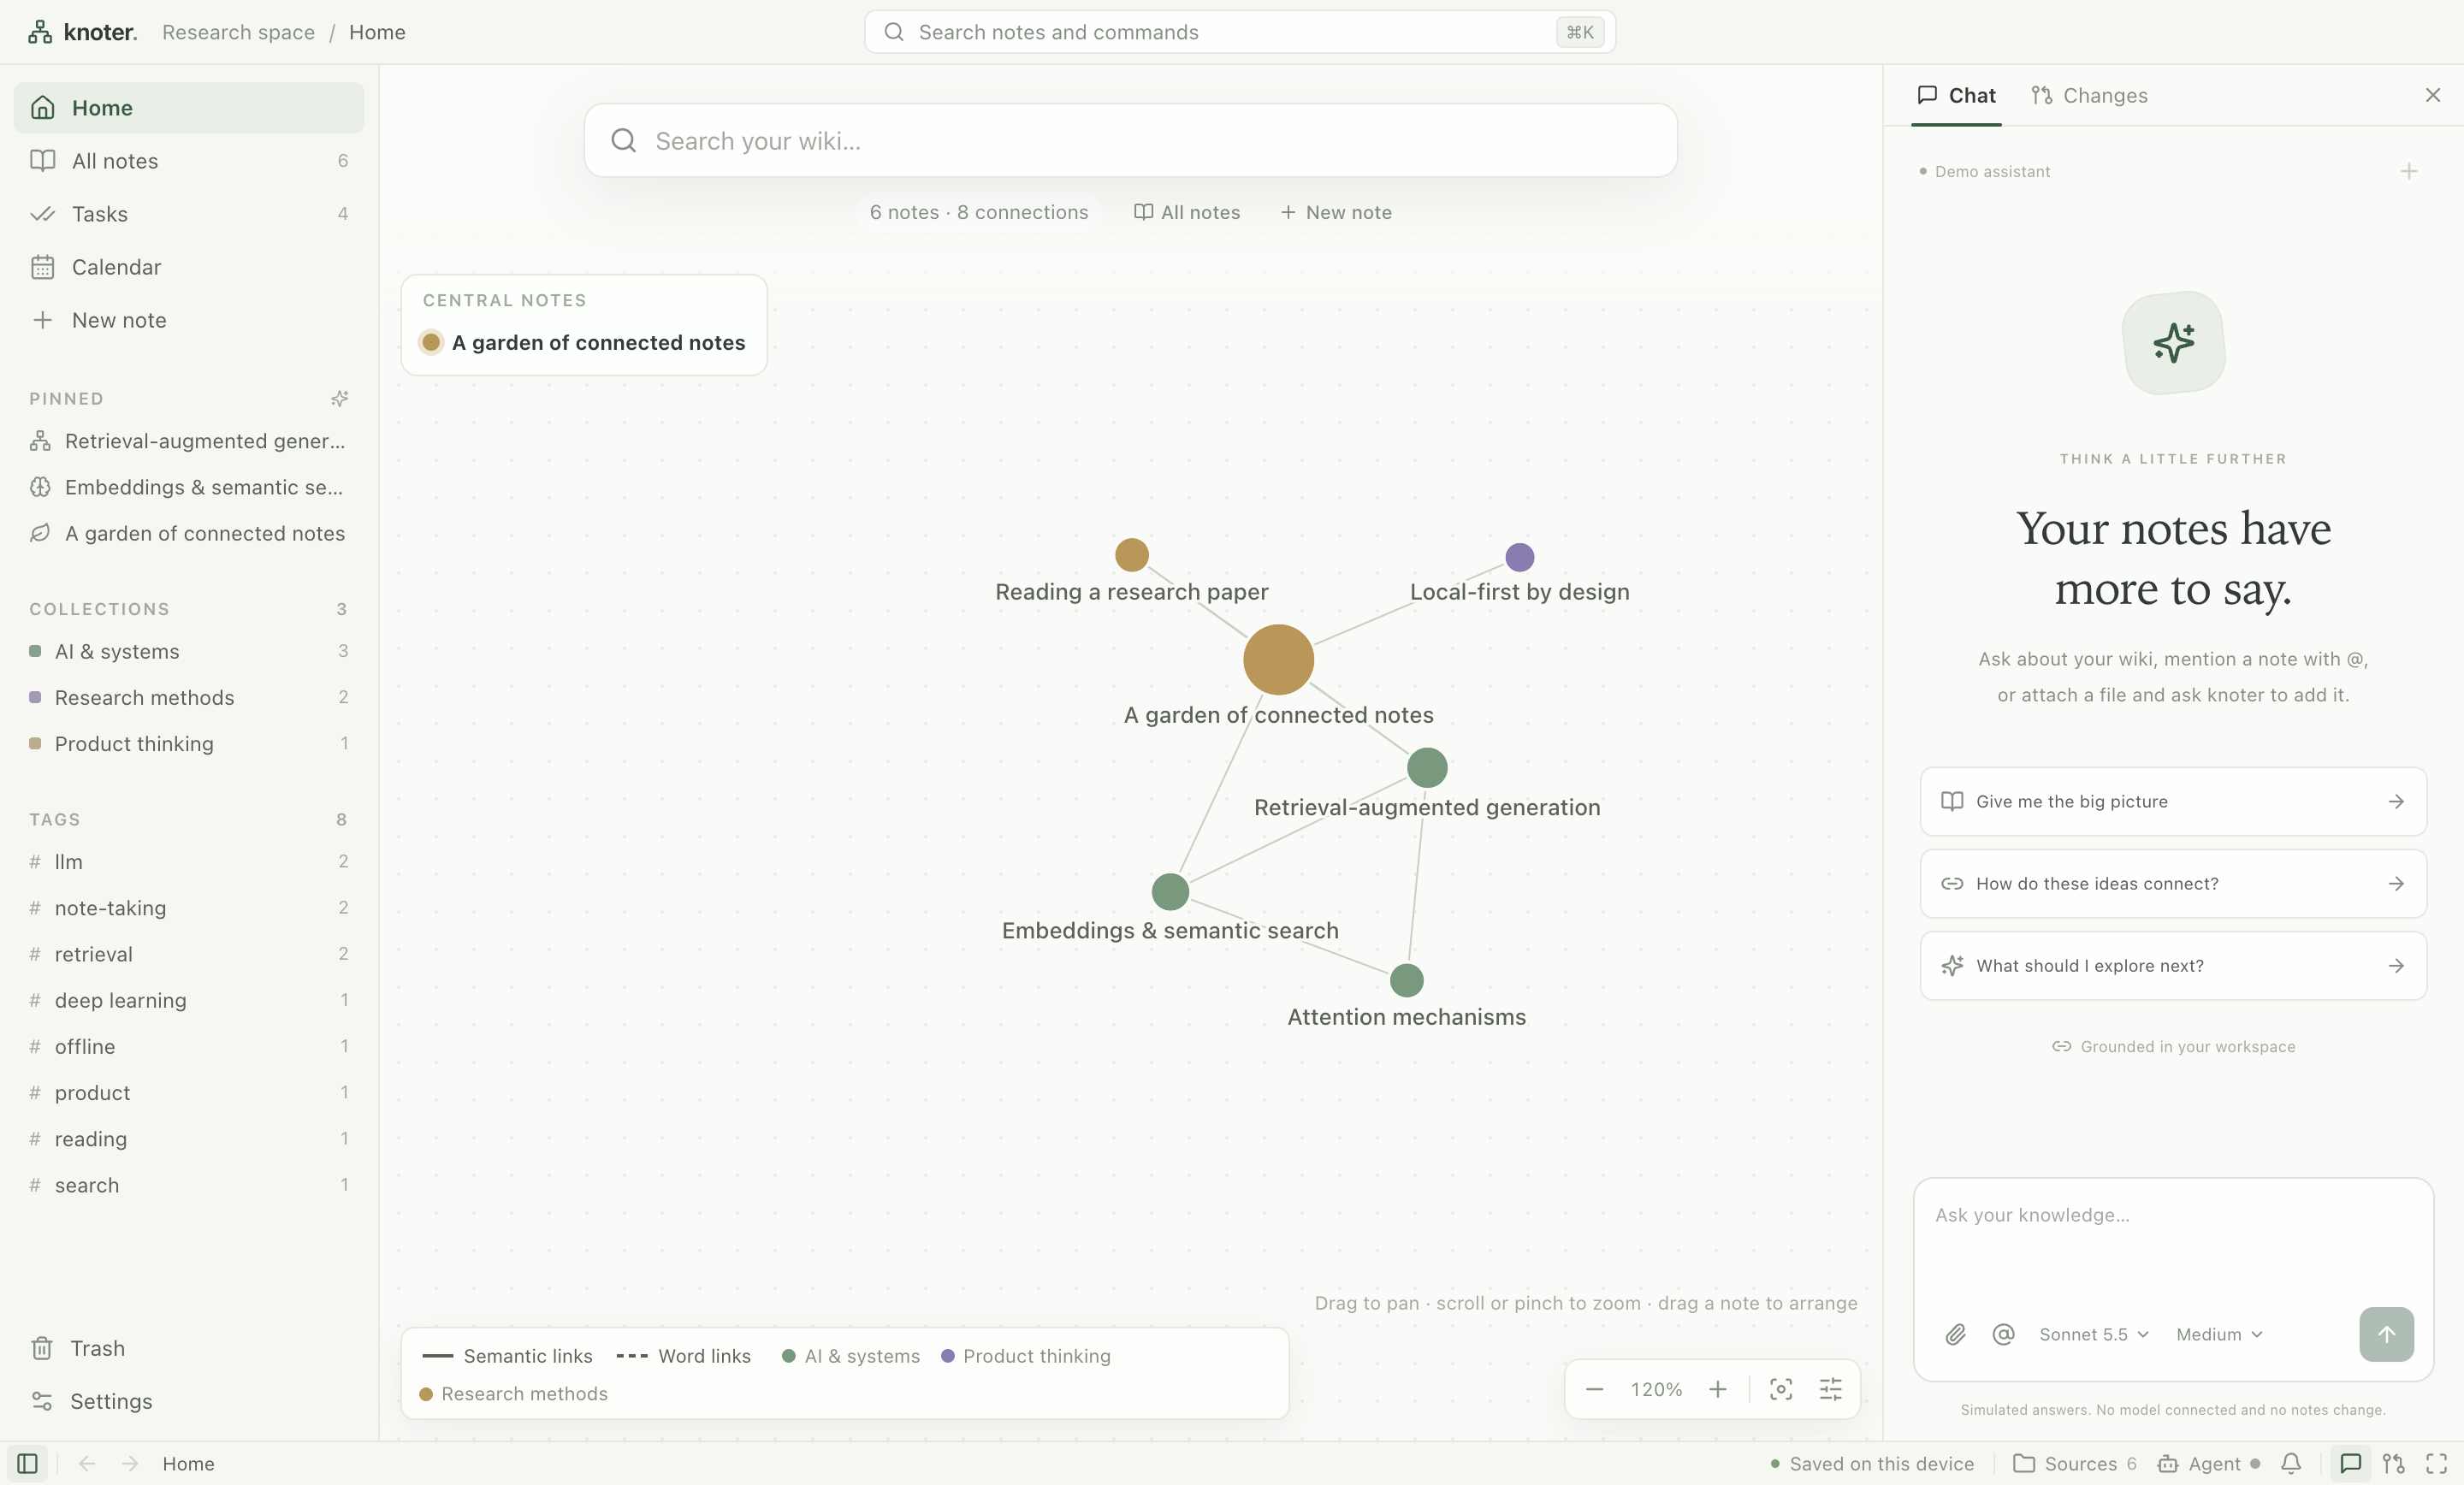 knoter.
Research space / Home
Search notes and commands
⌘K
Home
All notes 6
Tasks 4
Calendar
New note
PINNED
Retrieval-augmented gener...
Embeddings & semantic se...
A garden of connected notes
COLLECTIONS 3
AI & systems 3
Research methods 2
Product thinking 1
TAGS 8
# llm 2
# note-taking 2
# retrieval 2
# deep learning 1
# offline 1
# product 1
# reading 1
# search 1
Trash
Settings
Search your wiki...
6 notes · 8 connections
All notes
New note
CENTRAL NOTES
A garden of connected notes
Reading a research paper
Local-first by design
A garden of connected notes
Retrieval-augmented generation
Embeddings & semantic search
Attention mechanisms
Drag to pan · scroll or pinch to zoom · drag a note to arrange
Semantic links
Word links
AI & systems
Product thinking
Research methods
120%
Chat
Changes
Demo assistant
THINK A LITTLE FURTHER
Your notes have
more to say.
Ask about your wiki, mention a note with @,
or attach a file and ask knoter to add it.
Give me the big picture
How do these ideas connect?
What should I explore next?
Grounded in your workspace
Ask your knowledge...
Sonnet 5.5
Medium
Simulated answers. No model connected and no notes change.
Home
Saved on this device
Sources 6
Agent